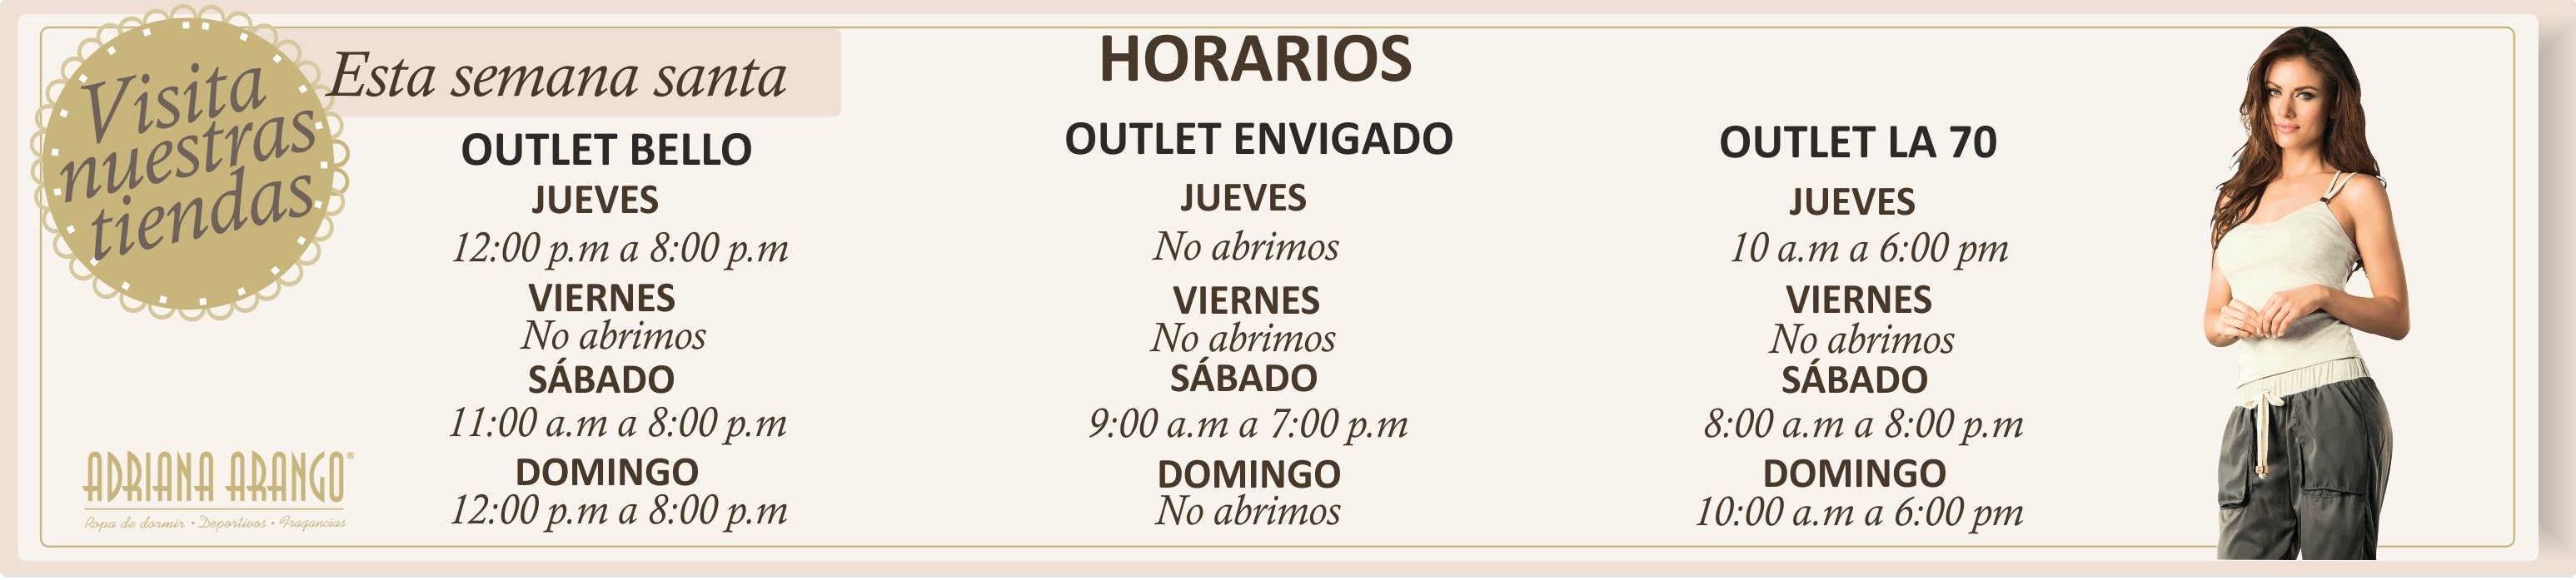 Visita
nuestras
tiendas
Esta semana santa
HORARIOS
OUTLET BELLO
JUEVES
12:00 p.m a 8:00 p.m
VIERNES
No abrimos
SÁBADO
11:00 a.m a 8:00 p.m
DOMINGO
12:00 p.m a 8:00 p.m
OUTLET ENVIGADO
JUEVES
No abrimos
VIERNES
No abrimos
SÁBADO
9:00 a.m a 7:00 p.m
DOMINGO
No abrimos
OUTLET LA 70
JUEVES
10 a.m a 6:00 pm
VIERNES
No abrimos
SÁBADO
8:00 a.m a 8:00 p.m
DOMINGO
10:00 a.m a 6:00 pm
ADRIANA ARANGO®
Ropa de dormir • Deportivos • Fragancias